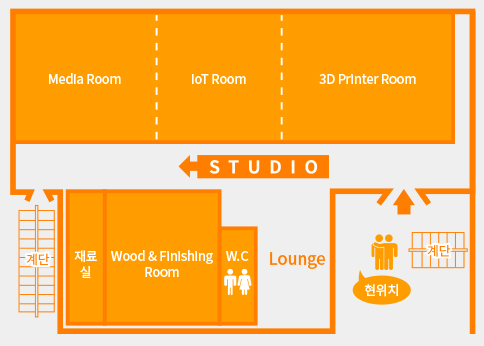 Media Room
IoT Room
3D Printer Room
STUDIO
계단
재료
실
Wood & Finishing
Room
W.C
Lounge
계단
현위치